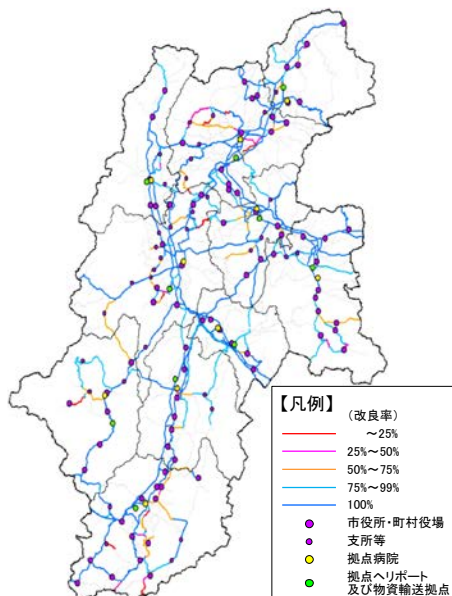 【凡例】
(改良率)
～25%
25%～50%
50%～75%
75%～99%
100%
市役所・町村役場
支所等
拠点病院
拠点ヘリポート
及び物資輸送拠点